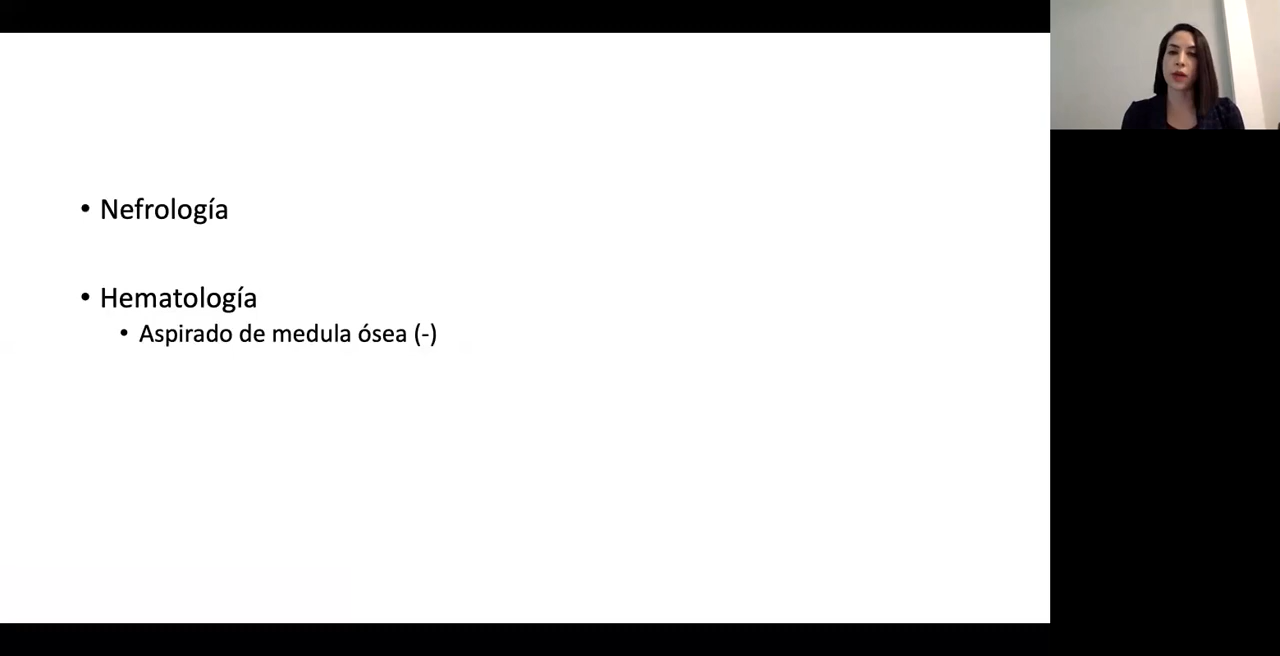 • Nefrología
• Hematología
• Aspirado de medula ósea (-)